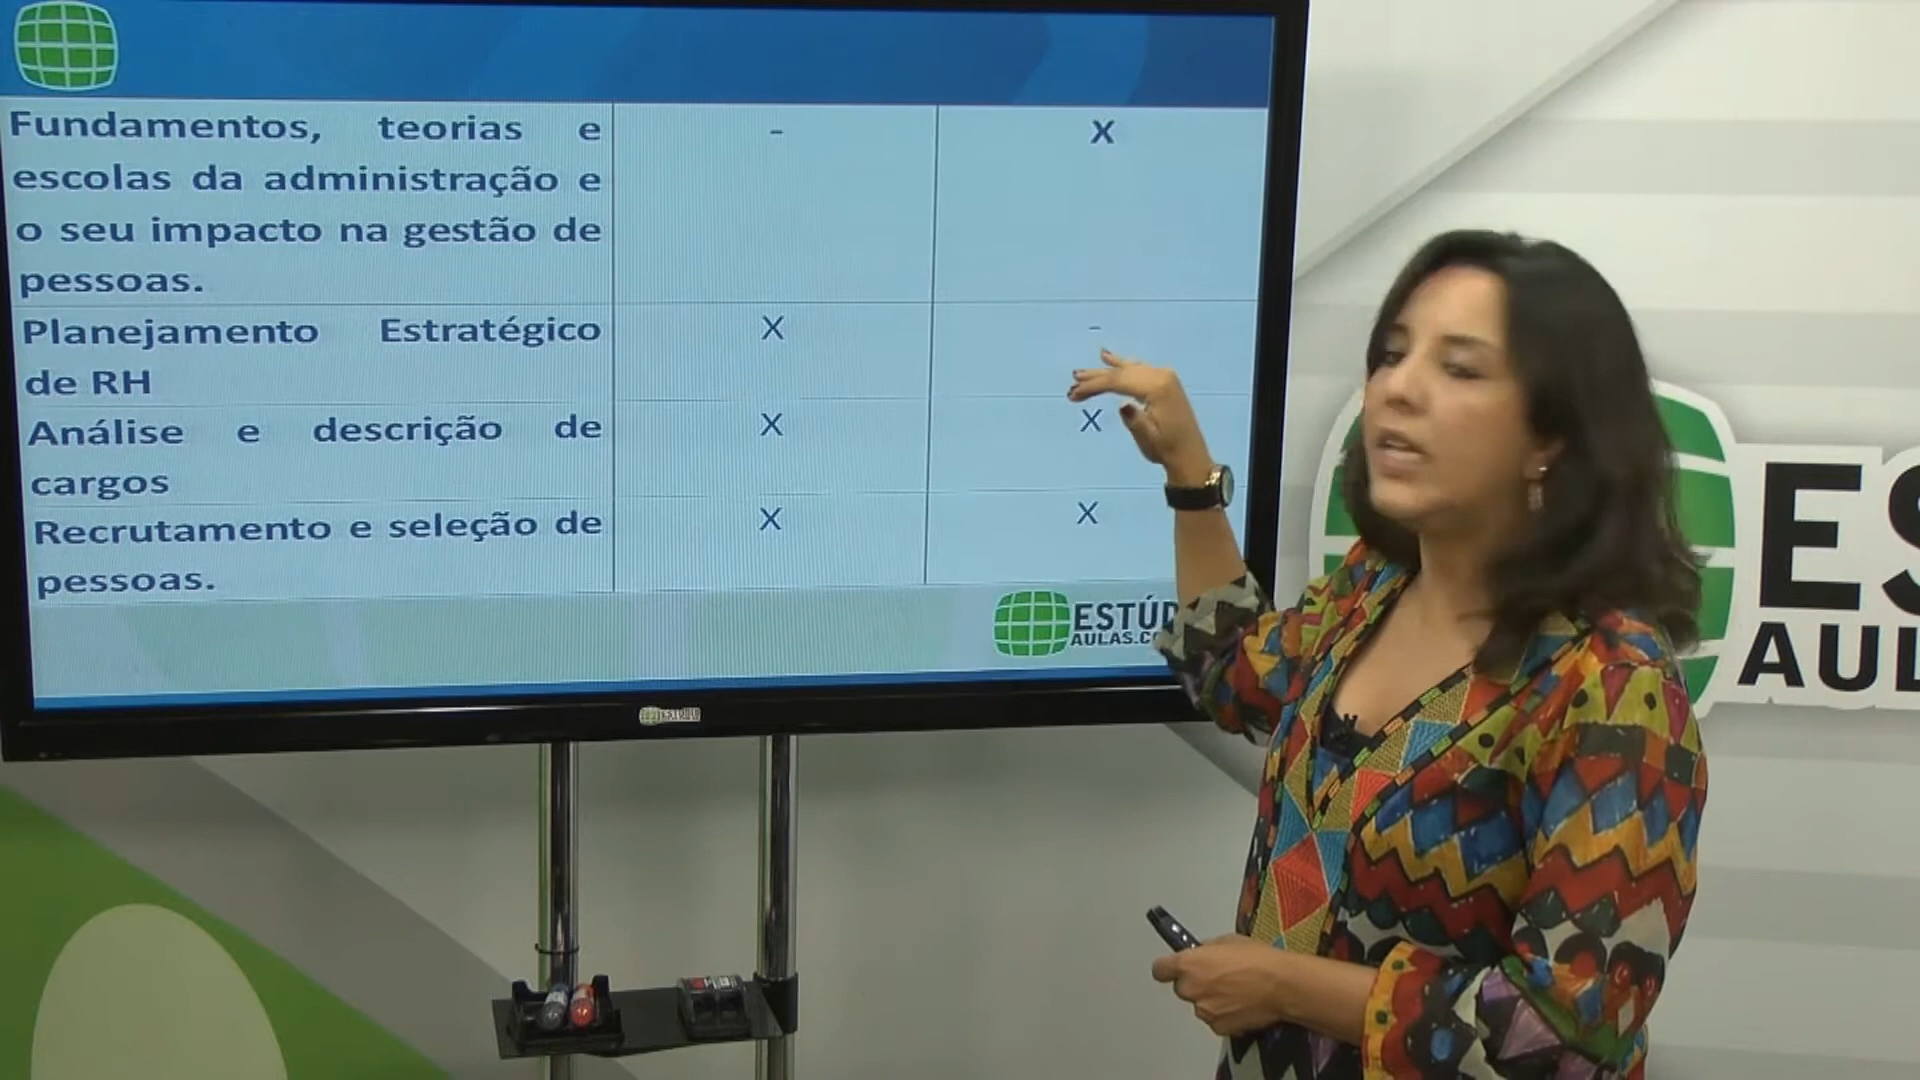 Fundamentos, teorias e - X
escolas da administração e
o seu impacto na gestão de
pessoas.
Planejamento Estratégico X -
de RH
Análise e descrição de X X
cargos
Recrutamento e seleção de X X
pessoas.
ESTÚD
AULAS.CO
ES
AUL